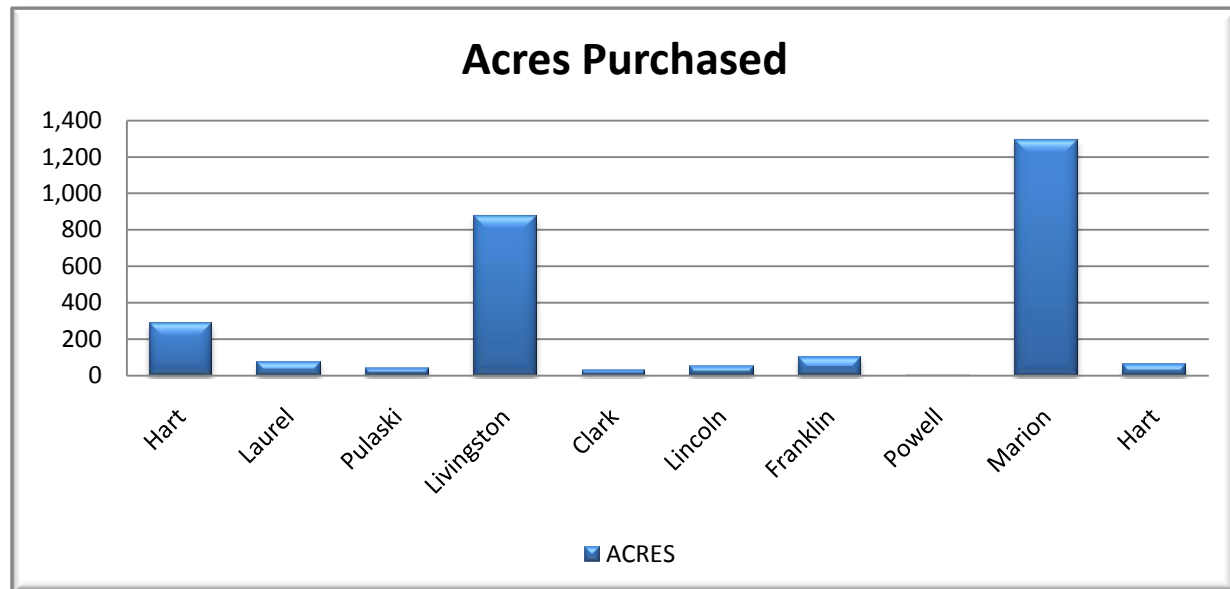 Acres Purchased
1,400
1,200
1,000
800
600
400
200
0
Hart
Laurel
Pulaski
Livingston
Clark
Lincoln
Franklin
Powell
Marion
Hart
ACRES